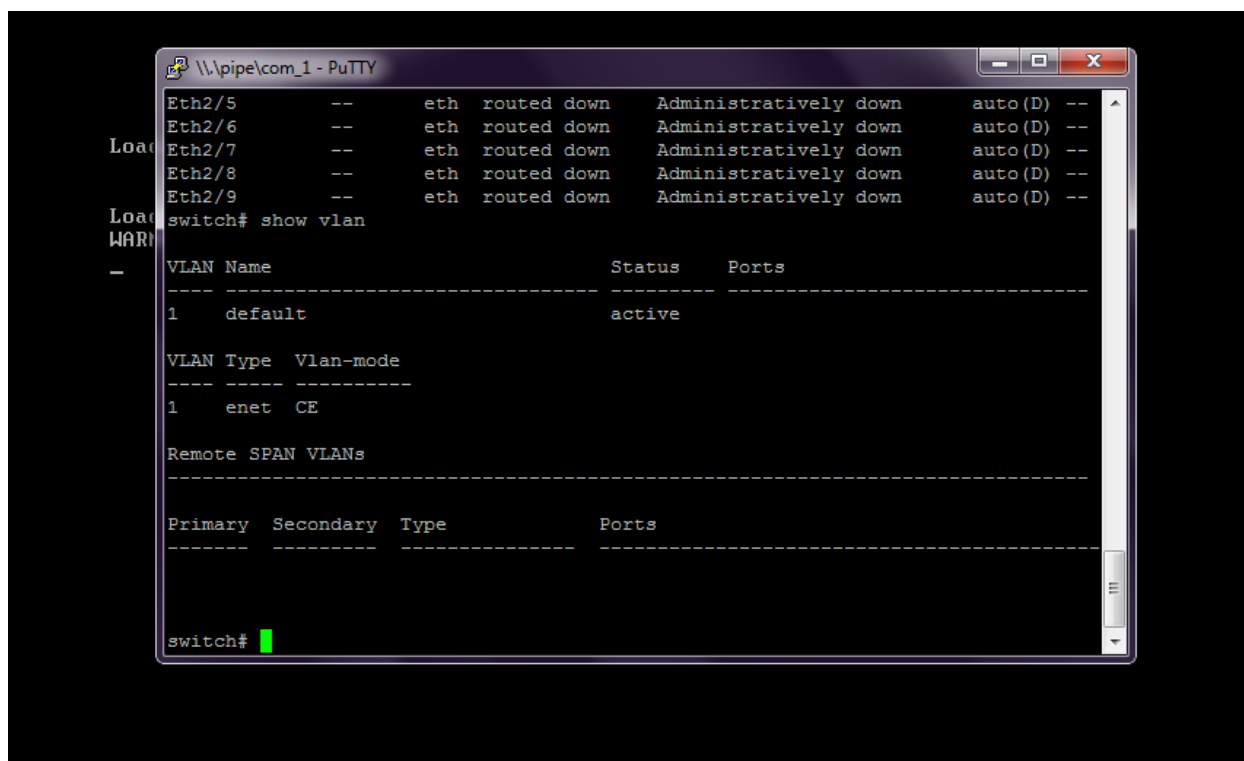 \\.\pipe\com_1 - PuTTY
Eth2/5 -- eth routed down Administratively down auto(D) --
Eth2/6 -- eth routed down Administratively down auto(D) --
Eth2/7 -- eth routed down Administratively down auto(D) --
Eth2/8 -- eth routed down Administratively down auto(D) --
Eth2/9 -- eth routed down Administratively down auto(D) --
switch# show vlan
VLAN Name Status Ports
---- -------------------------------- --------- -------------------------------
1 default active
VLAN Type Vlan-mode
---- ----- ----------
1 enet CE
Remote SPAN VLANs
-------------------------------------------------------------------------------
Primary Secondary Type Ports
------- --------- --------------- -------------------------------------------
switch#